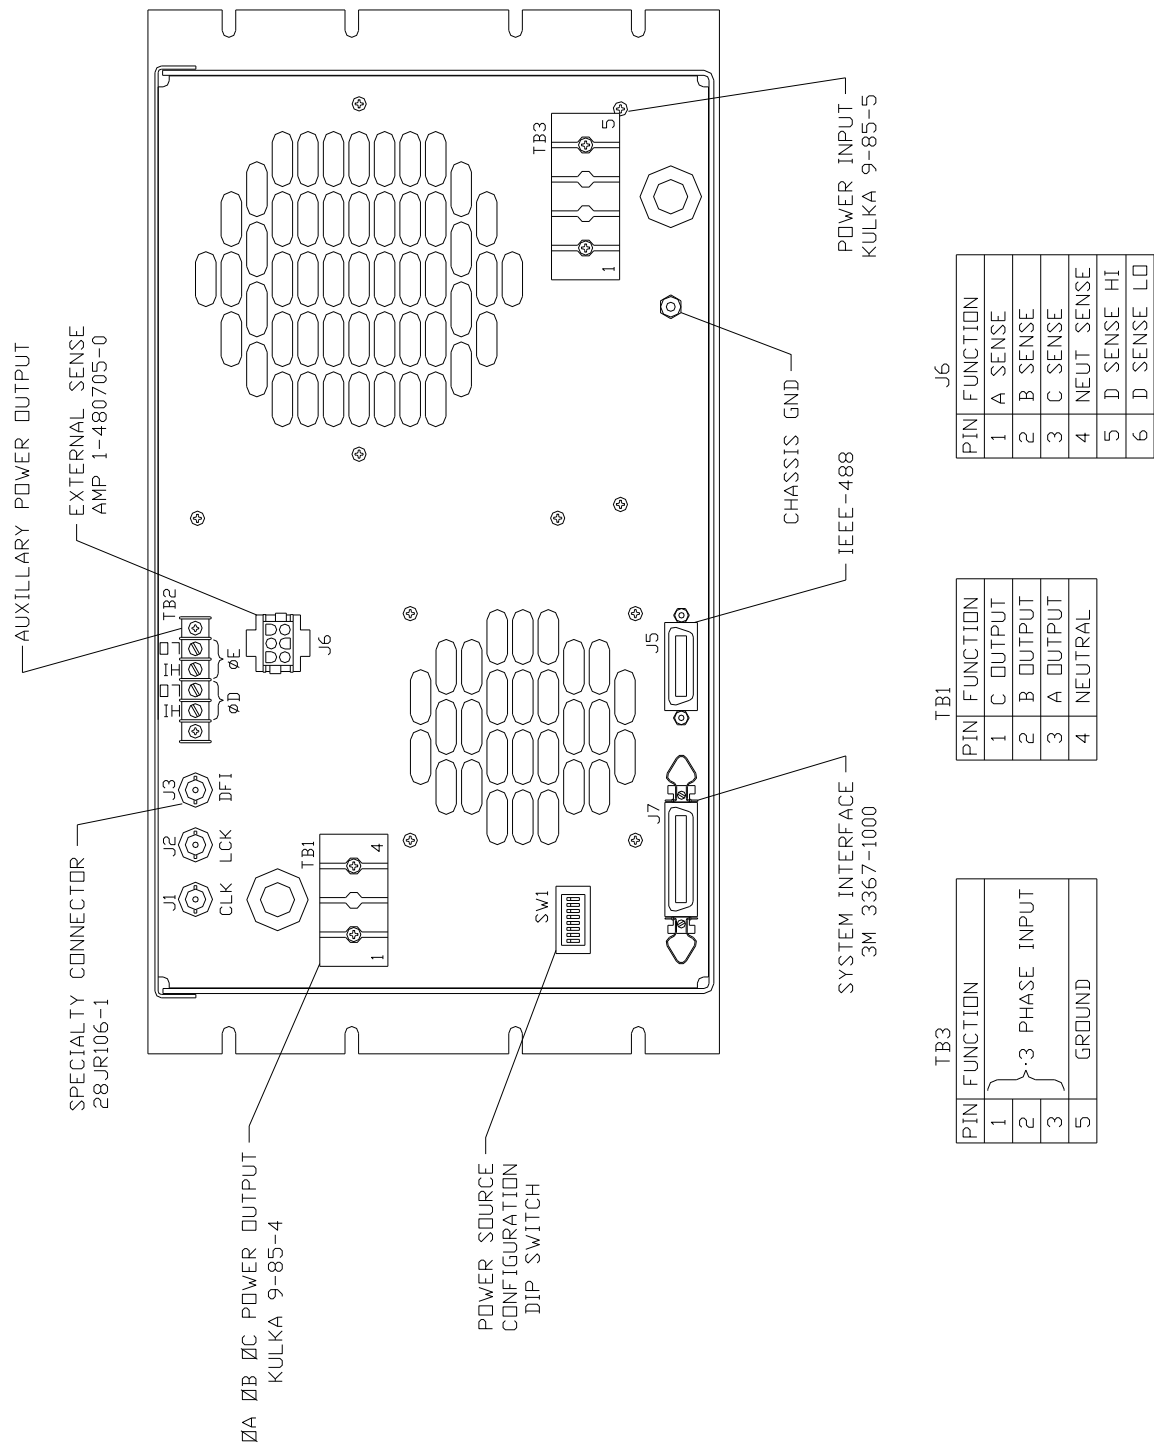 AUXILLARY POWER OUTPUT
SPECIALTY CONNECTOR
28JR106-1
EXTERNAL SENSE
AMP 1-480705-0
ØA ØB ØC POWER OUTPUT
KULKA 9-85-4
J1
J2
J3
CLK
LCK
DFI
TB2
HI
LO
HI
LO
ØD
ØE
J6
TB1
1
4
POWER SOURCE
CONFIGURATION
DIP SWITCH
SW1
TB3
1
5
J7
J5
CHASSIS GND
SYSTEM INTERFACE
3M 3367-1000
IEEE-488
POWER INPUT
KULKA 9-85-5
TB3
PIN FUNCTION
1
2 3 PHASE INPUT
3
5 GROUND
TB1
PIN FUNCTION
1 C OUTPUT
2 B OUTPUT
3 A OUTPUT
4 NEUTRAL
J6
PIN FUNCTION
1 A SENSE
2 B SENSE
3 C SENSE
4 NEUT SENSE
5 D SENSE HI
6 D SENSE LO